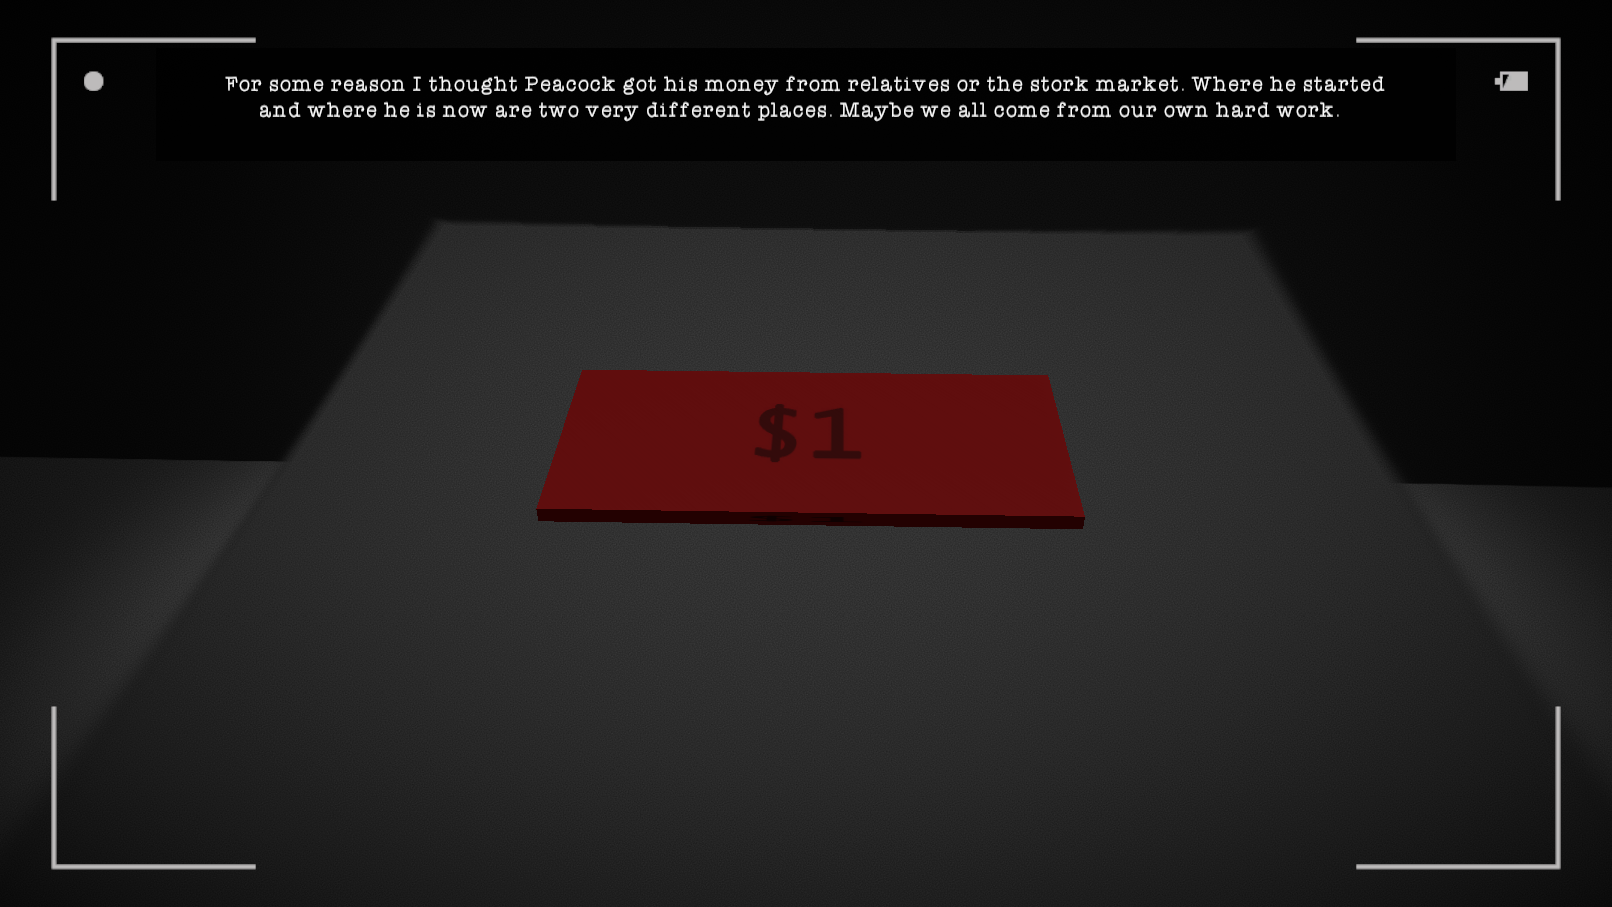 For some reason I thought Peacock got his money from relatives or the stork market. Where he started
and where he is now are two very different places. Maybe we all come from our own hard work.
$1